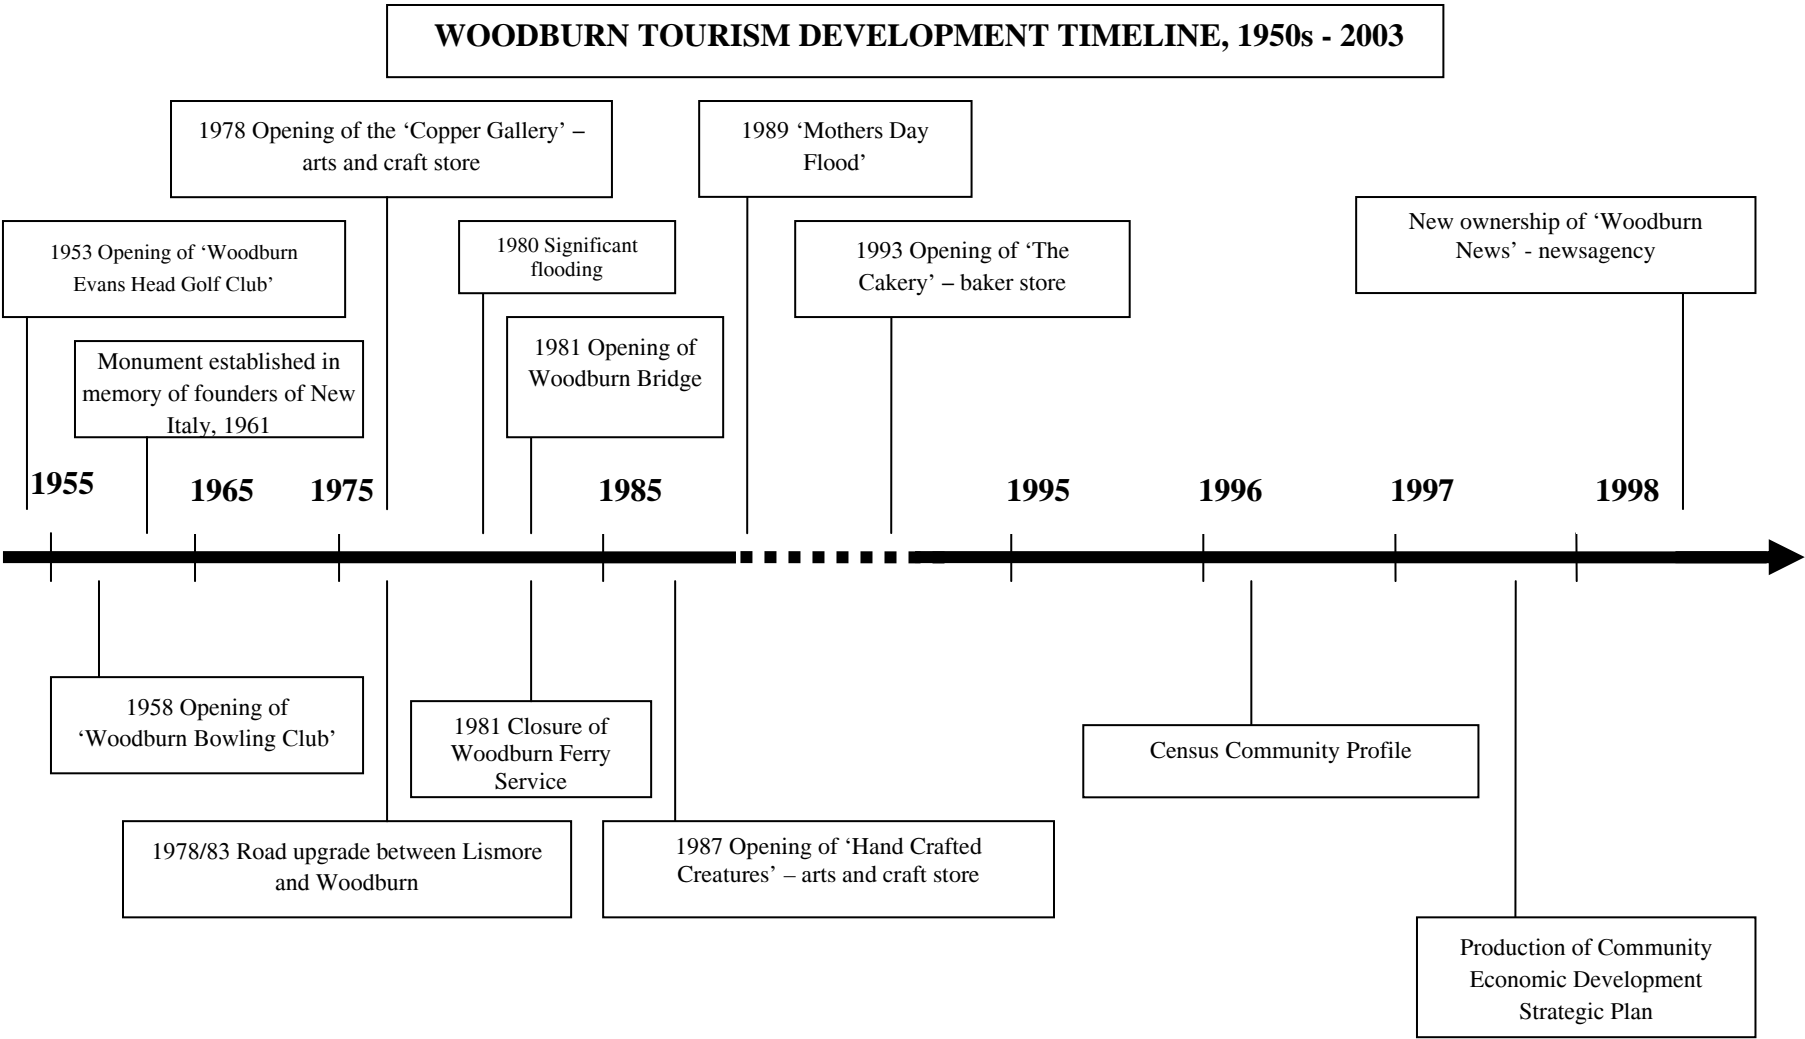 WOODBURN TOURISM DEVELOPMENT TIMELINE, 1950s - 2003
1978 Opening of the ‘Copper Gallery’ –
arts and craft store
1989 ‘Mothers Day
Flood’
1953 Opening of ‘Woodburn
Evans Head Golf Club’
1980 Significant
flooding
1993 Opening of ‘The
Cakery’ – baker store
New ownership of ‘Woodburn
News’ - newsagency
Monument established in
memory of founders of New
Italy, 1961
1981 Opening of
Woodburn Bridge
1955
1965
1975
1985
1995
1996
1997
1998
1958 Opening of
‘Woodburn Bowling Club’
1981 Closure of
Woodburn Ferry
Service
Census Community Profile
1978/83 Road upgrade between Lismore
and Woodburn
1987 Opening of ‘Hand Crafted
Creatures’ – arts and craft store
Production of Community
Economic Development
Strategic Plan